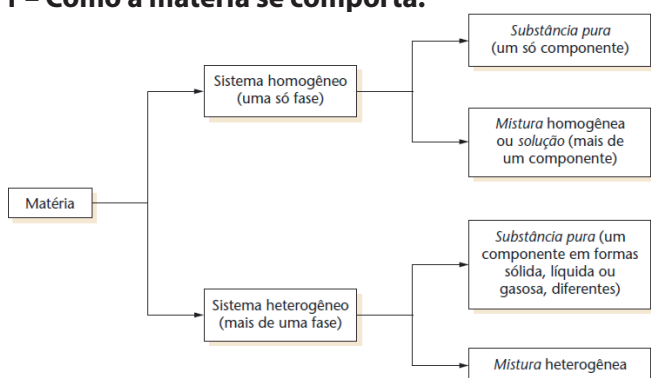 – Como a matéria se comporta.
Substância pura
(um só componente)
Sistema homogêneo
(uma só fase)
Mistura homogênea
ou solução (mais de
um componente)
Matéria
Substância pura (um
componente em formas
sólida, líquida ou
gasosa, diferentes)
Sistema heterogêneo
(mais de uma fase)
Mistura heterogênea